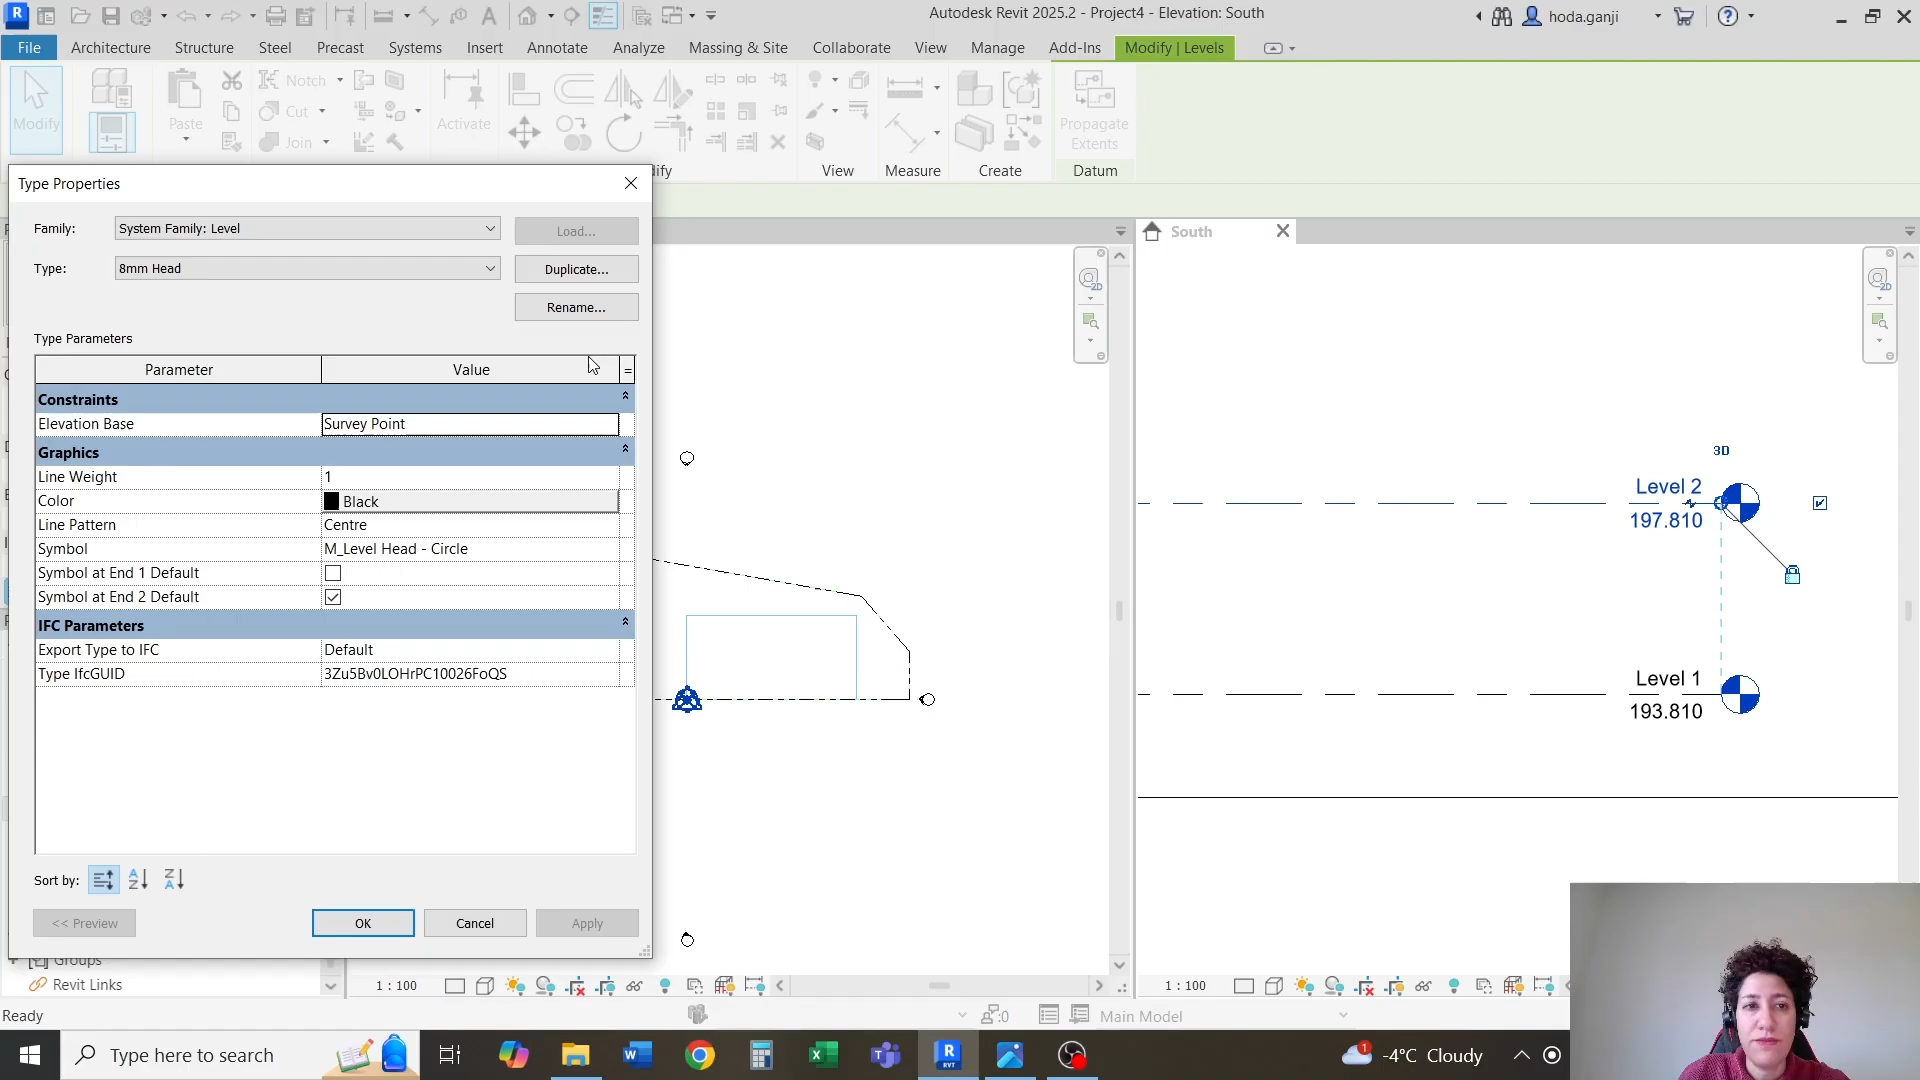 Autodesk Revit 2025.2 - Project4 - Elevation: South
hoda.ganji
File
Architecture
Structure
Steel
Precast
Systems
Insert
Annotate
Analyze
Massing & Site
Collaborate
View
Manage
Add-Ins
Modify | Levels
Modify
Paste
Notch
Cut
Join
Activate
Propagate
Extents
View
Measure
Create
Datum
Type Properties
Family:
System Family: Level
Load...
Type:
8mm Head
Duplicate...
Rename...
Type Parameters
Parameter
Value
=
Constraints
Elevation Base
Survey Point
Graphics
Line Weight
1
Color
Black
Line Pattern
Centre
Symbol
M_Level Head - Circle
Symbol at End 1 Default
Symbol at End 2 Default
IFC Parameters
Export Type to IFC
Default
Type IfcGUID
3Zu5Bv0LOHrPC10026FoQS
Sort by:
<< Preview
OK
Cancel
Apply
South
2D
2D
3D
Level 2
197.810
Level 1
193.810
Groups
Revit Links
1 : 100
1 : 100
Ready
:0
Main Model
Type here to search
-4°C Cloudy